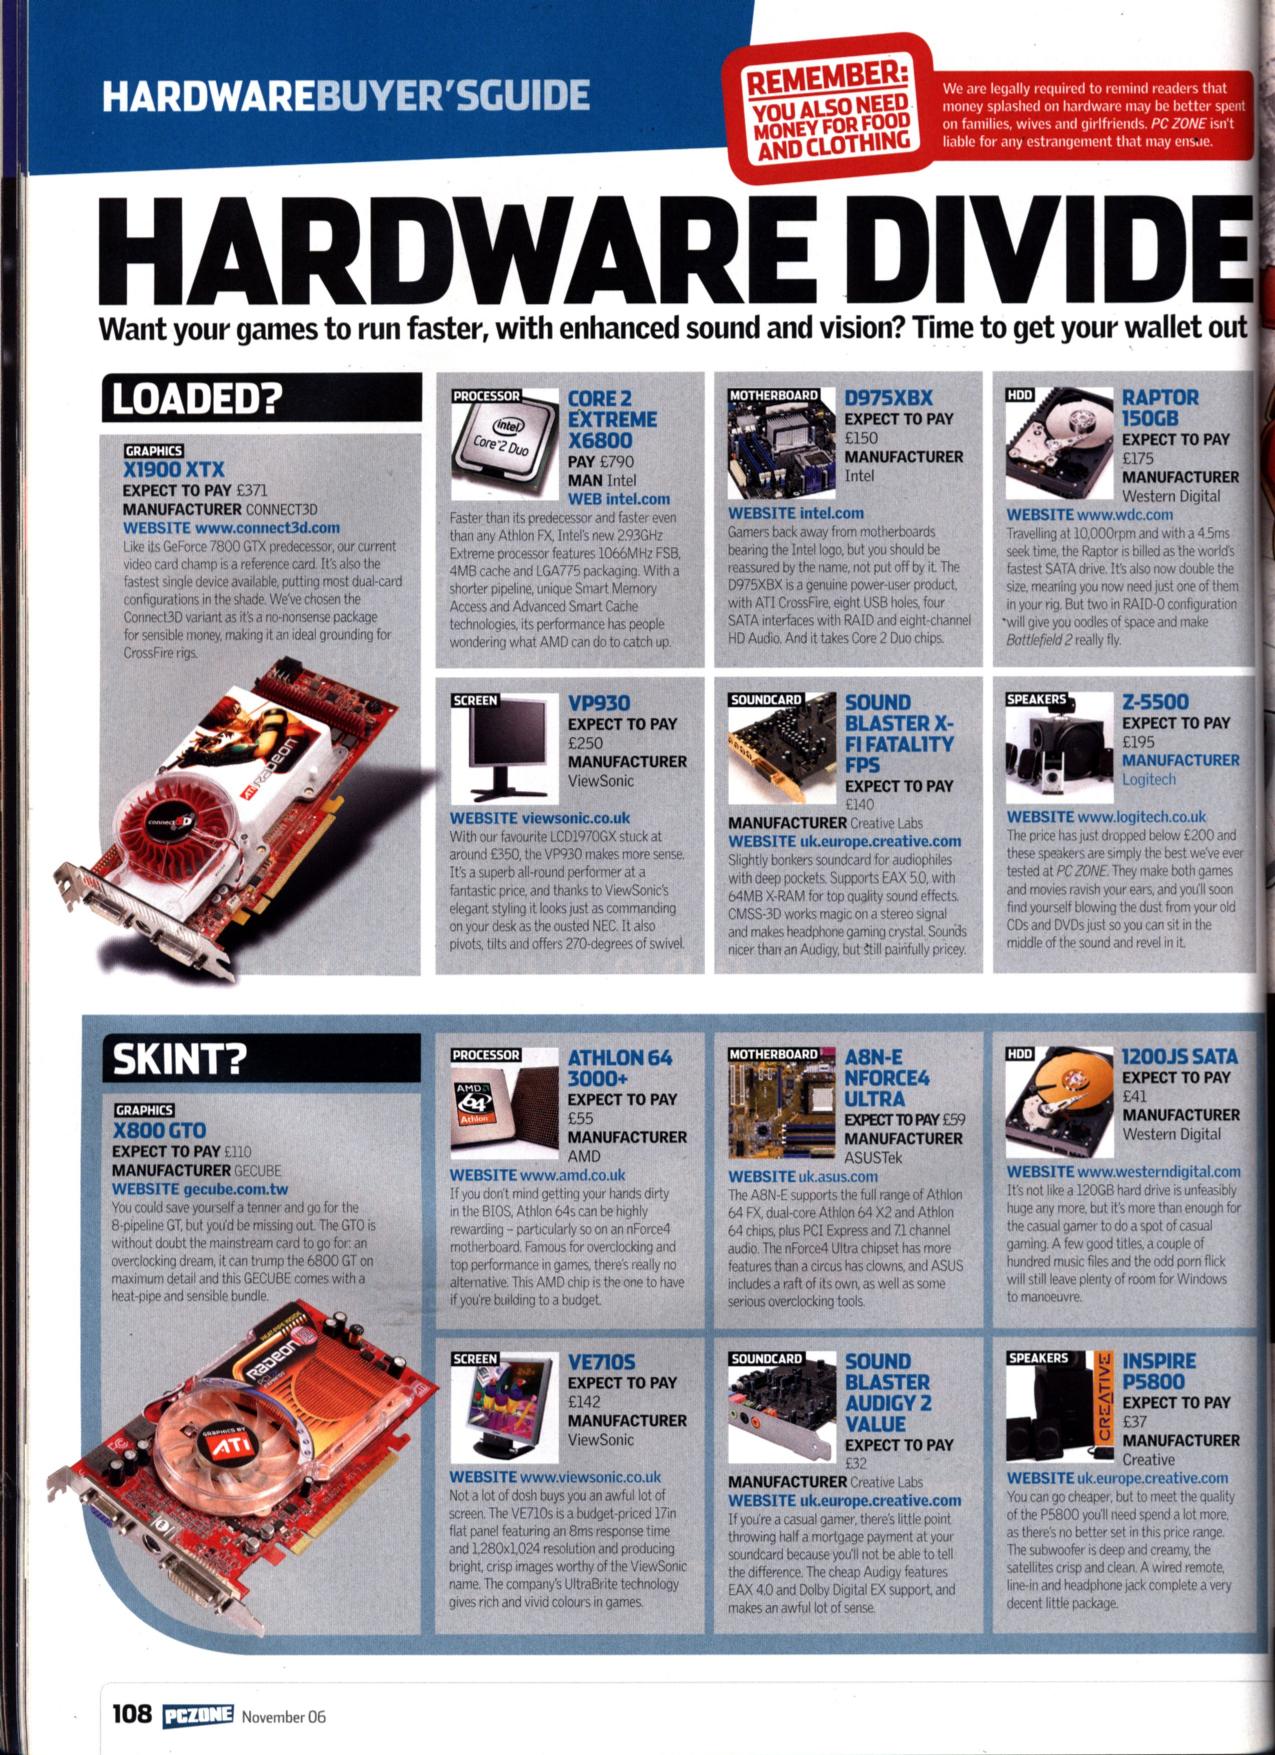 HARDWAREBUYER'SGUIDE
REMEMBER:
YOU ALSO NEED
MONEY FOR FOOD
AND CLOTHING
We are legally required to remind readers that
money splashed on hardware may be better spent
on families, wives and girlfriends. PC ZONE isn't
liable for any estrangement that may ensue.
HARDWARE DIVIDE
Want your games to run faster, with enhanced sound and vision? Time to get your wallet out
LOADED?
GRAPHICS
X1900 XTX
EXPECT TO PAY £371
MANUFACTURER CONNECT3D
WEBSITE www.connect3d.com
Like its GeForce 7800 GTX predecessor, our current
video card champ is a reference card. It's also the
fastest single device available, putting most dual-card
configurations in the shade. We've chosen the
Connect3D variant as it's a no-nonsense package
for sensible money, making it an ideal grounding for
CrossFire rigs.
ATI RADEON
connect3D
PROCESSOR
intel
Core™2 Duo
CORE 2
EXTREME
X6800
PAY £790
MAN Intel
WEB intel.com
Faster than its predecessor and faster even
than any Athlon FX, Intel's new 2.93GHz
Extreme processor features 1066MHz FSB,
4MB cache and LGA775 packaging. With a
shorter pipeline, unique Smart Memory
Access and Advanced Smart Cache
technologies, its performance has people
wondering what AMD can do to catch up.
MOTHERBOARD
D975XBX
EXPECT TO PAY
£150
MANUFACTURER
Intel
WEBSITE intel.com
Gamers back away from motherboards
bearing the Intel logo, but you should be
reassured by the name, not put off by it. The
D975XBX is a genuine power-user product,
with ATI CrossFire, eight USB holes, four
SATA interfaces with RAID and eight-channel
HD Audio. And it takes Core 2 Duo chips.
HDD
RAPTOR
150GB
EXPECT TO PAY
£175
MANUFACTURER
Western Digital
WEBSITE www.wdc.com
Travelling at 10,000rpm and with a 4.5ms
seek time, the Raptor is billed as the world's
fastest SATA drive. It's also now double the
size, meaning you now need just one of them
in your rig. But two in RAID-0 configuration
will give you oodles of space and make
Battlefield 2 really fly.
SCREEN
VP930
EXPECT TO PAY
£250
MANUFACTURER
ViewSonic
WEBSITE viewsonic.co.uk
With our favourite LCD1970GX stuck at
around £350, the VP930 makes more sense.
It's a superb all-round performer at a
fantastic price, and thanks to ViewSonic's
elegant styling it looks just as commanding
on your desk as the ousted NEC. It also
pivots, tilts and offers 270-degrees of swivel.
SOUNDCARD
SOUND
BLASTER X-
FI FATALITY
FPS
EXPECT TO PAY
£140
MANUFACTURER Creative Labs
WEBSITE uk.europe.creative.com
Slightly bonkers soundcard for audiophiles
with deep pockets. Supports EAX 5.0, with
64MB X-RAM for top quality sound effects.
CMSS-3D works magic on a stereo signal
and makes headphone gaming crystal. Sounds
nicer than an Audigy, but still painfully pricey.
SPEAKERS
Z-5500
EXPECT TO PAY
£195
MANUFACTURER
Logitech
WEBSITE www.logitech.co.uk
The price has just dropped below £200 and
these speakers are simply the best we've ever
tested at PC ZONE. They make both games
and movies ravish your ears, and you'll soon
find yourself blowing the dust from your old
CDs and DVDs just so you can sit in the
middle of the sound and revel in it.
SKINT?
GRAPHICS
X800 GTO
EXPECT TO PAY £110
MANUFACTURER GECUBE
WEBSITE gecube.com.tw
You could save yourself a tenner and go for the
8-pipeline GT, but you'd be missing out. The GTO is
without doubt the mainstream card to go for: an
overclocking dream, it can trump the 6800 GT on
maximum detail and this GECUBE comes with a
heat-pipe and sensible bundle.
RADEON
GRAPHICS BY
ATI
PROCESSOR
AMD
64
Athlon
ATHLON 64
3000+
EXPECT TO PAY
£55
MANUFACTURER
AMD
WEBSITE www.amd.co.uk
If you don't mind getting your hands dirty
in the BIOS, Athlon 64s can be highly
rewarding – particularly so on an nForce4
motherboard. Famous for overclocking and
top performance in games, there's really no
alternative. This AMD chip is the one to have
if you're building to a budget.
MOTHERBOARD
A8N-E
NFORCE4
ULTRA
EXPECT TO PAY £59
MANUFACTURER
ASUSTek
WEBSITE uk.asus.com
The A8N-E supports the full range of Athlon
64 FX, dual-core Athlon 64 X2 and Athlon
64 chips, plus PCI Express and 7.1 channel
audio. The nForce4 Ultra chipset has more
features than a circus has clowns, and ASUS
includes a raft of its own, as well as some
serious overclocking tools.
HDD
1200JS SATA
EXPECT TO PAY
£41
MANUFACTURER
Western Digital
WEBSITE www.westerndigital.com
It's not like a 120GB hard drive is unfeasibly
huge any more, but it's more than enough for
the casual gamer to do a spot of casual
gaming. A few good titles, a couple of
hundred music files and the odd porn flick
will still leave plenty of room for Windows
to manoeuvre.
SCREEN
VE710S
EXPECT TO PAY
£142
MANUFACTURER
ViewSonic
WEBSITE www.viewsonic.co.uk
Not a lot of dosh buys you an awful lot of
screen. The VE710s is a budget-priced 17in
flat panel featuring an 8ms response time
and 1,280x1,024 resolution and producing
bright, crisp images worthy of the ViewSonic
name. The company's UltraBrite technology
gives rich and vivid colours in games.
SOUNDCARD
SOUND
BLASTER
AUDIGY 2
VALUE
EXPECT TO PAY
£32
MANUFACTURER Creative Labs
WEBSITE uk.europe.creative.com
If you're a casual gamer, there's little point
throwing half a mortgage payment at your
soundcard because you'll not be able to tell
the difference. The cheap Audigy features
EAX 4.0 and Dolby Digital EX support, and
makes an awful lot of sense.
SPEAKERS
CREATIVE
INSPIRE
P5800
EXPECT TO PAY
£37
MANUFACTURER
Creative
WEBSITE uk.europe.creative.com
You can go cheaper, but to meet the quality
of the P5800 you'll need spend a lot more,
as there's no better set in this price range.
The subwoofer is deep and creamy, the
satellites crisp and clean. A wired remote,
line-in and headphone jack complete a very
decent little package.
108 PCZONE November 06